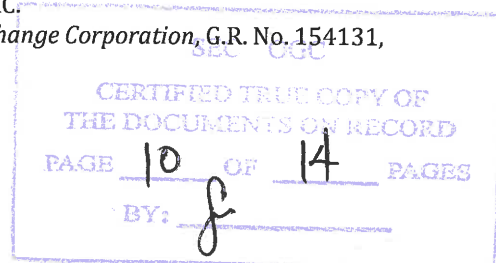 C.
hange Corporation, G.R. No. 154131,
SEC OGC
CERTIFIED TRUE COPY OF
THE DOCUMENTS ON RECORD
PAGE 10 OF 14 PAGES
BY: